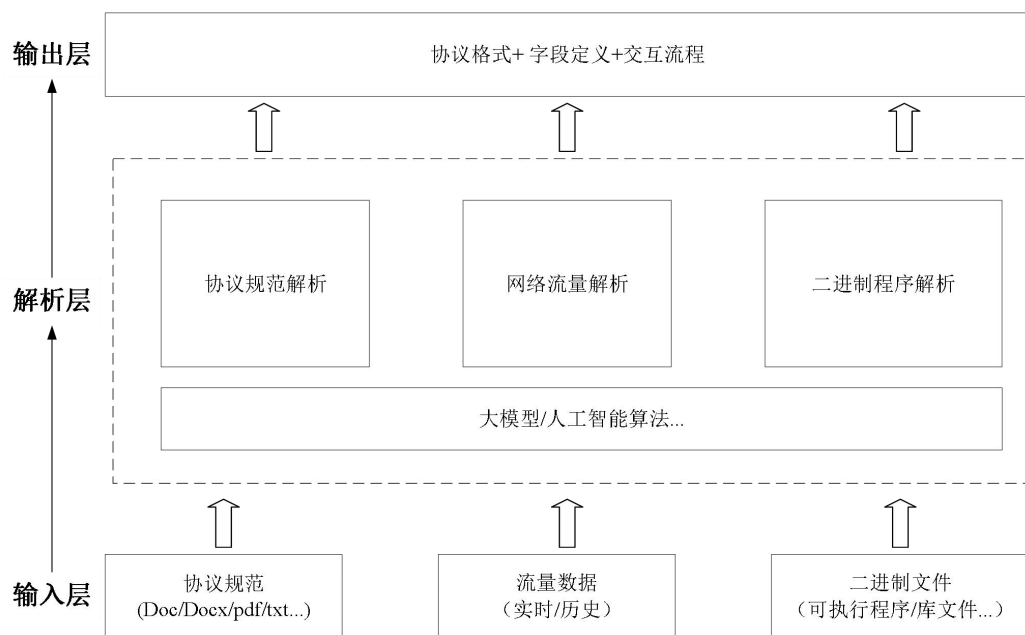 输出层
协议格式+ 字段定义+交互流程
解析层
协议规范解析
网络流量解析
二进制程序解析
大模型/人工智能算法...
输入层
协议规范
(Doc/Docx/pdf/txt...)
流量数据
（实时/历史）
二进制文件
（可执行程序/库文件...）